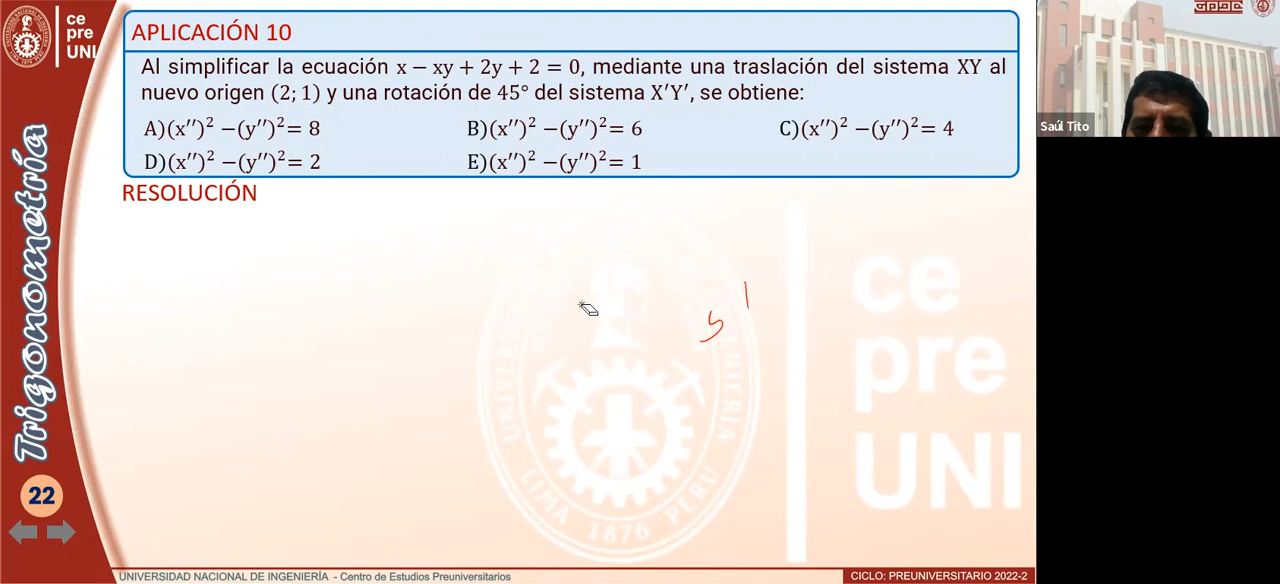 ce
pre
UNI
APLICACIÓN 10
Al simplificar la ecuación x − xy + 2y + 2 = 0, mediante una traslación del sistema XY al
nuevo origen (2; 1) y una rotación de 45° del sistema X′Y′, se obtiene:
A)(x′′)² −(y′′)²= 8 B)(x′′)² −(y′′)²= 6 C)(x′′)² −(y′′)²= 4
D)(x′′)² −(y′′)²= 2 E)(x′′)² −(y′′)²= 1
RESOLUCIÓN
Saúl Tito
Trigonometría
22
ce
pre
UNI
LIMA 1876 PERU
UNIVERSIDAD NACIONAL DE INGENIERÍA - Centro de Estudios Preuniversitarios
CICLO: PREUNIVERSITARIO 2022-2